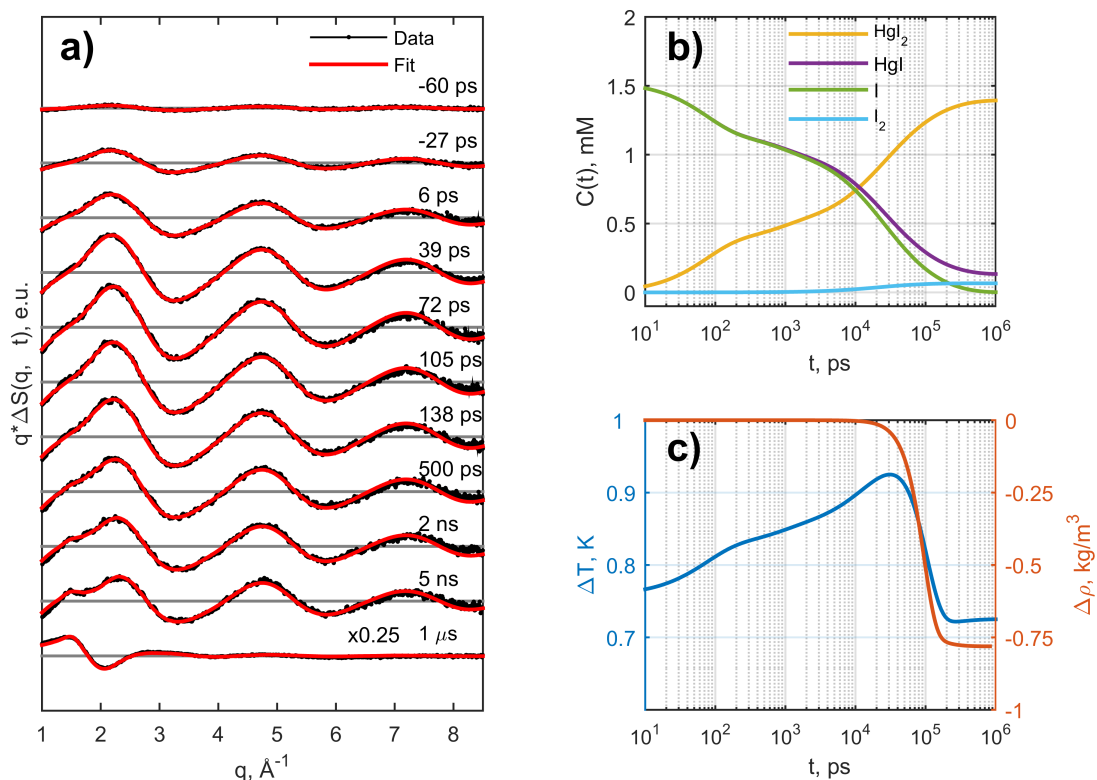 a)
Data
Fit
-60 ps
-27 ps
6 ps
39 ps
72 ps
105 ps
138 ps
500 ps
2 ns
5 ns
x0.25 1 μs
q*ΔS(q, t), e.u.
1 2 3 4 5 6 7 8
q, Å⁻¹
b)
HgI₂
HgI
I
I₂
2
1.5
1
0.5
0
C(t), mM
10¹ 10² 10³ 10⁴ 10⁵ 10⁶
t, ps
c)
1
0.9
0.8
0.7
ΔT, K
0
-0.25
-0.5
-0.75
-1
Δρ, kg/m³
10¹ 10² 10³ 10⁴ 10⁵ 10⁶
t, ps